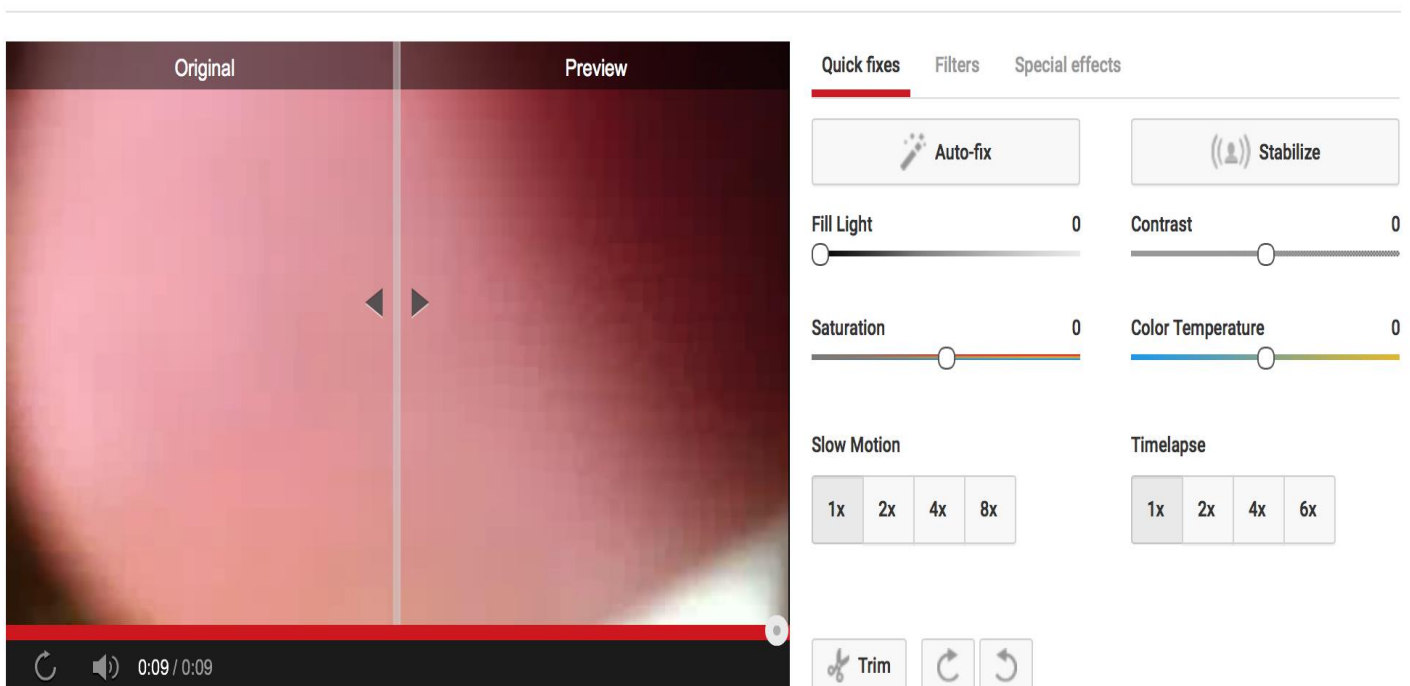 Original Preview
Quick fixes Filters Special effects
Auto-fix Stabilize
Fill Light 0 Contrast 0
Saturation 0 Color Temperature 0
Slow Motion Timelapse
1x 2x 4x 8x 1x 2x 4x 6x
0:09 / 0:09
Trim